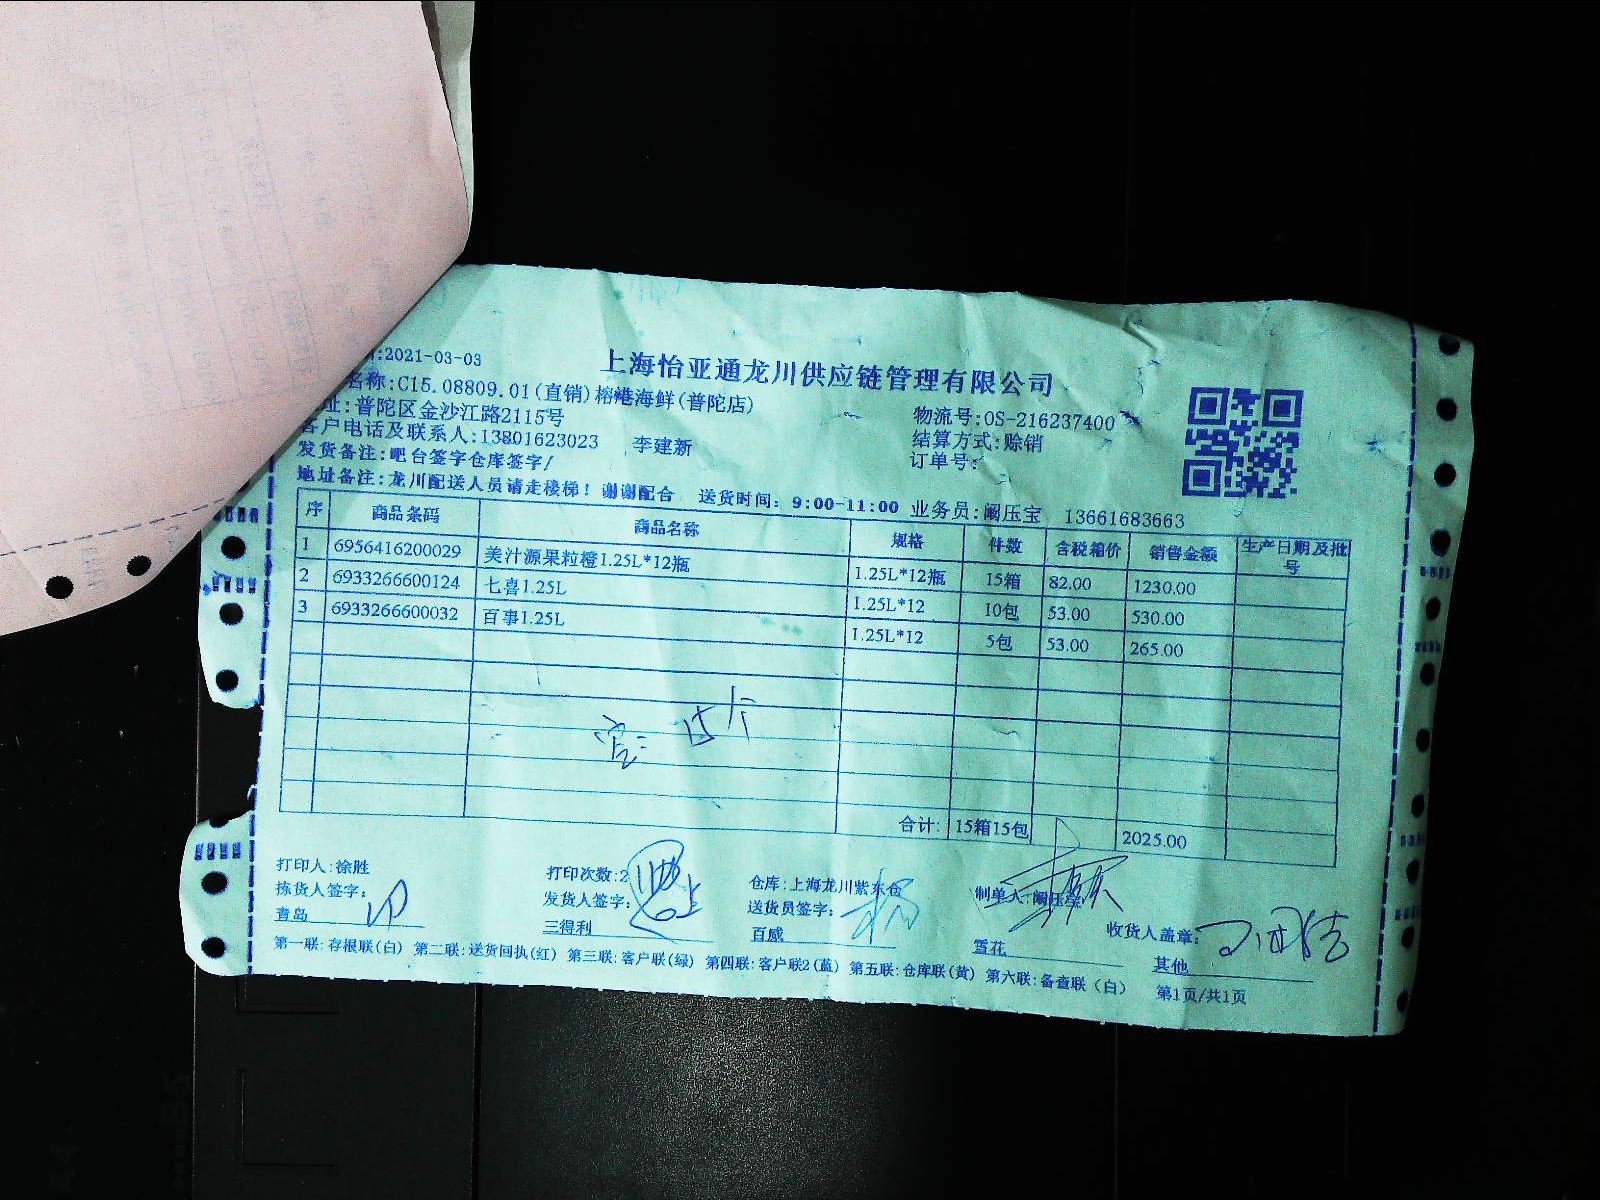 :2021-03-03
上海怡亚通龙川供应链管理有限公司
名称:C15.08809.01(直销)榕港海鲜(普陀店)
址:普陀区金沙江路2115号
物流号:OS-216237400
客户电话及联系人:13801623023 李建新
结算方式:赊销
发货备注:吧台签字仓库签字/
订单号:
地址备注:龙川配送人员请走楼梯！谢谢配合 送货时间：9:00-11:00 业务员:阚压宝 13661683663
序 商品条码 商品名称 规格 件数 含税箱价 销售金额 生产日期及批号
1 6956416200029 美汁源果粒橙1.25L*12瓶 1.25L*12瓶 15箱 82.00 1230.00
2 6933266600124 七喜1.25L 1.25L*12 10包 53.00 530.00
3 6933266600032 百事1.25L 1.25L*12 5包 53.00 265.00
合计: 15箱15包 2025.00
打印人:徐胜 打印次数:2 仓库:上海龙川紫东仓 制单人:阚压宝
拣货人签字: 发货人签字: 送货员签字: 收货人盖章:
青岛 三得利 百威 雪花 其他
第一联:存根联(白) 第二联:送货回执(红) 第三联:客户联(绿) 第四联:客户联2(蓝) 第五联:仓库联(黄) 第六联:备查联（白） 第1页/共1页